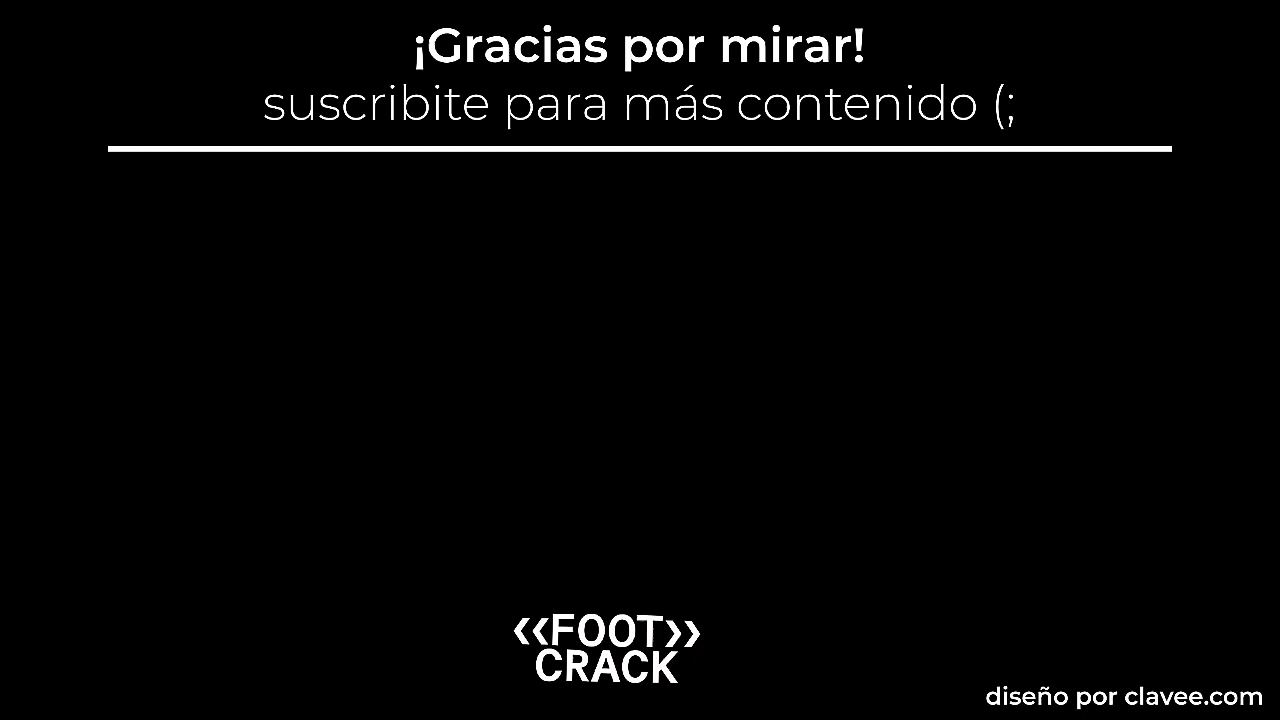 ¡Gracias por mirar!
suscribite para más contenido (;
‹‹FOOT››
CRACK
diseño por clavee.com